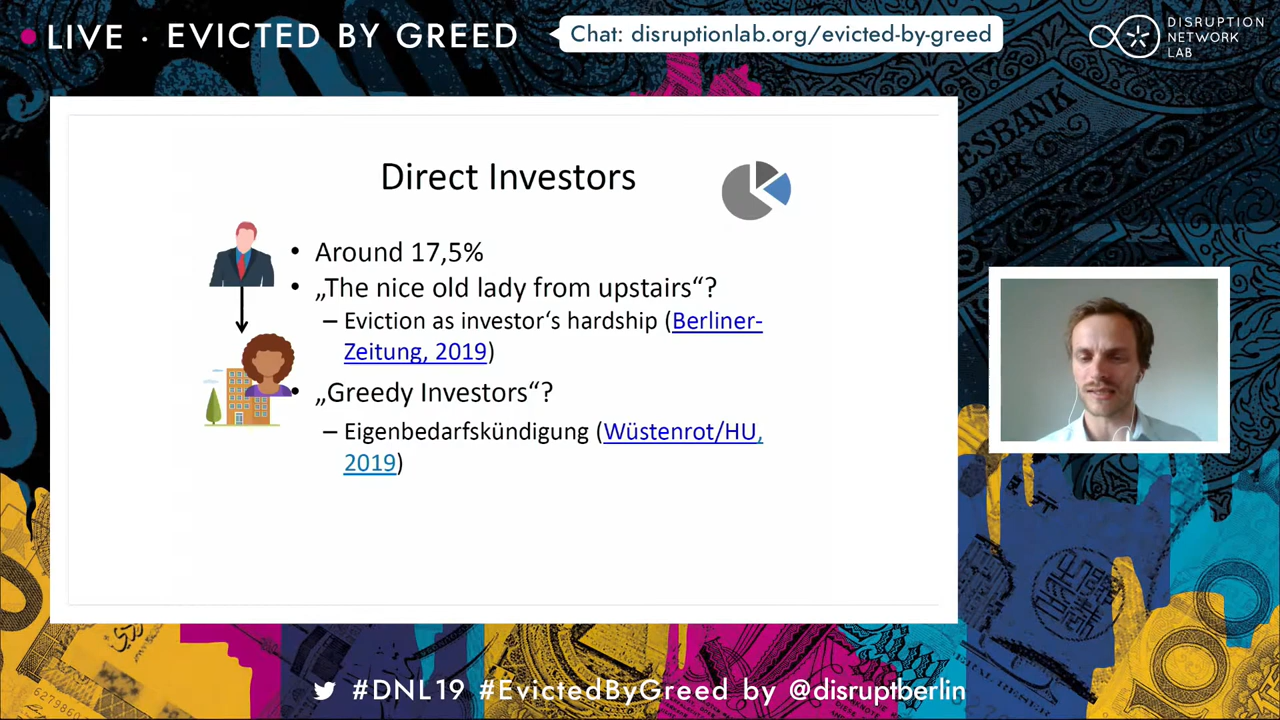 LIVE · EVICTED BY GREED
Chat: disruptionlab.org/evicted-by-greed
DISRUPTION
NETWORK
LAB
ESBANK
DER
Direct Investors
• Around 17,5%
• „The nice old lady from upstairs“?
– Eviction as investor‘s hardship (Berliner-
Zeitung, 2019)
• „Greedy Investors“?
– Eigenbedarfskündigung (Wüstenrot/HU,
2019)
#DNL19 #EvictedByGreed by @disruptberlin